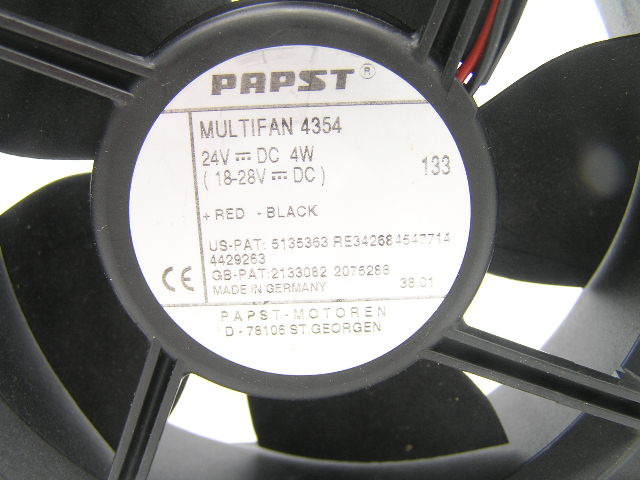 PAPST®
MULTIFAN 4354
24V ⎓ DC 4W
(18-28V ⎓ DC) 133
+ RED - BLACK
US-PAT: 5135363 RE34268 4547714
4429263
GB-PAT: 2133082 2075288
CE MADE IN GERMANY 38.01
PAPST-MOTOREN
D-78106 ST.GEORGEN